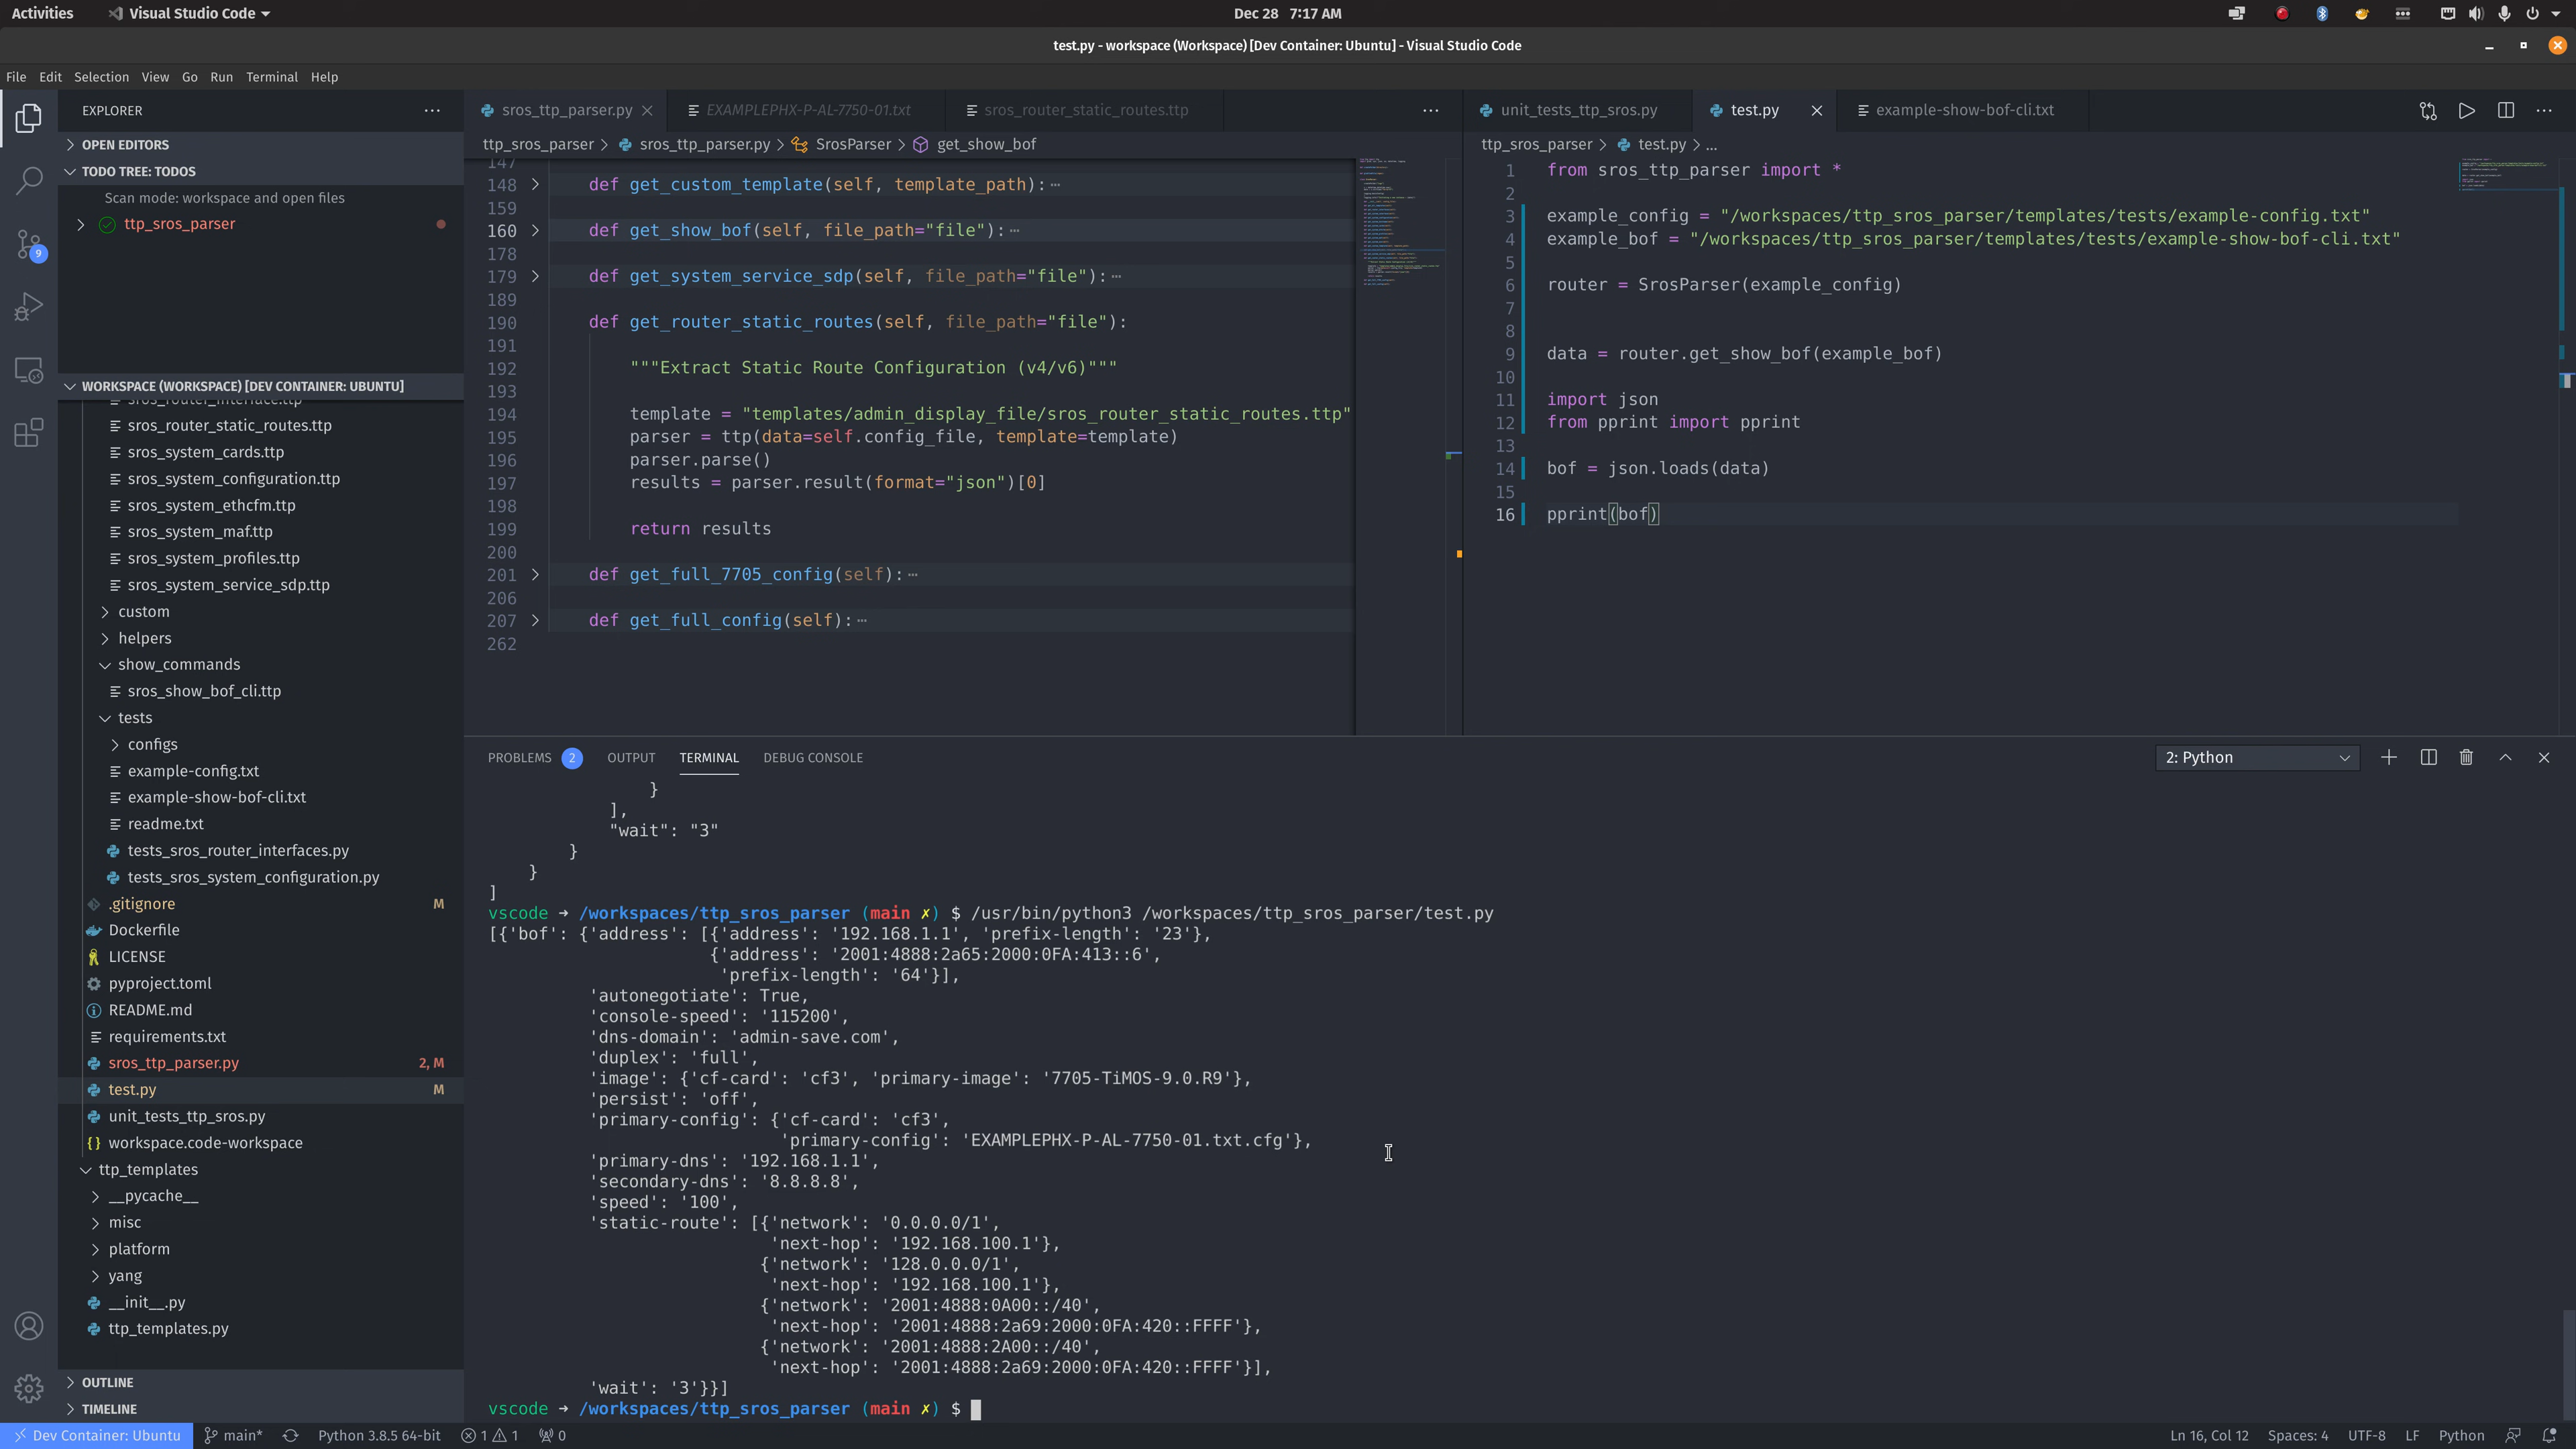 Activities
Visual Studio Code
Dec 28 7:17 AM
test.py - workspace (Workspace) [Dev Container: Ubuntu] - Visual Studio Code
File Edit Selection View Go Run Terminal Help
EXPLORER
OPEN EDITORS
TODO TREE: TODOS
Scan mode: workspace and open files
ttp_sros_parser
9
WORKSPACE (WORKSPACE) [DEV CONTAINER: UBUNTU]
sros_router_interface.ttp
sros_router_static_routes.ttp
sros_system_cards.ttp
sros_system_configuration.ttp
sros_system_ethcfm.ttp
sros_system_maf.ttp
sros_system_profiles.ttp
sros_system_service_sdp.ttp
custom
helpers
show_commands
sros_show_bof_cli.ttp
tests
configs
example-config.txt
example-show-bof-cli.txt
readme.txt
tests_sros_router_interfaces.py
tests_sros_system_configuration.py
.gitignore M
Dockerfile
LICENSE
pyproject.toml
README.md
requirements.txt
sros_ttp_parser.py 2, M
test.py M
unit_tests_ttp_sros.py
workspace.code-workspace
ttp_templates
__pycache__
misc
platform
yang
__init__.py
ttp_templates.py
OUTLINE
TIMELINE
sros_ttp_parser.py
EXAMPLEPHX-P-AL-7750-01.txt
sros_router_static_routes.ttp
ttp_sros_parser > sros_ttp_parser.py > SrosParser > get_show_bof
147
148 def get_custom_template(self, template_path):
159
160 def get_show_bof(self, file_path="file"):
178
179 def get_system_service_sdp(self, file_path="file"):
189
190 def get_router_static_routes(self, file_path="file"):
191
192 """Extract Static Route Configuration (v4/v6)"""
193
194 template = "templates/admin_display_file/sros_router_static_routes.ttp"
195 parser = ttp(data=self.config_file, template=template)
196 parser.parse()
197 results = parser.result(format="json")[0]
198
199 return results
200
201 def get_full_7705_config(self):
206
207 def get_full_config(self):
262
unit_tests_ttp_sros.py
test.py
example-show-bof-cli.txt
ttp_sros_parser > test.py > ...
1 from sros_ttp_parser import *
2
3 example_config = "/workspaces/ttp_sros_parser/templates/tests/example-config.txt"
4 example_bof = "/workspaces/ttp_sros_parser/templates/tests/example-show-bof-cli.txt"
5
6 router = SrosParser(example_config)
7
8
9 data = router.get_show_bof(example_bof)
10
11 import json
12 from pprint import pprint
13
14 bof = json.loads(data)
15
16 pprint(bof)
PROBLEMS 2 OUTPUT TERMINAL DEBUG CONSOLE
2: Python
}
],
"wait": "3"
}
}
]
vscode → /workspaces/ttp_sros_parser (main ✗) $ /usr/bin/python3 /workspaces/ttp_sros_parser/test.py
[{'bof': {'address': [{'address': '192.168.1.1', 'prefix-length': '23'},
{'address': '2001:4888:2a65:2000:0FA:413::6',
'prefix-length': '64'}],
'autonegotiate': True,
'console-speed': '115200',
'dns-domain': 'admin-save.com',
'duplex': 'full',
'image': {'cf-card': 'cf3', 'primary-image': '7705-TiMOS-9.0.R9'},
'persist': 'off',
'primary-config': {'cf-card': 'cf3',
'primary-config': 'EXAMPLEPHX-P-AL-7750-01.txt.cfg'},
'primary-dns': '192.168.1.1',
'secondary-dns': '8.8.8.8',
'speed': '100',
'static-route': [{'network': '0.0.0.0/1',
'next-hop': '192.168.100.1'},
{'network': '128.0.0.0/1',
'next-hop': '192.168.100.1'},
{'network': '2001:4888:0A00::/40',
'next-hop': '2001:4888:2a69:2000:0FA:420::FFFF'},
{'network': '2001:4888:2A00::/40',
'next-hop': '2001:4888:2a69:2000:0FA:420::FFFF'}],
'wait': '3'}}]
vscode → /workspaces/ttp_sros_parser (main ✗) $
Dev Container: Ubuntu
main*
Python 3.8.5 64-bit
1 1
0
Ln 16, Col 12
Spaces: 4
UTF-8
LF
Python